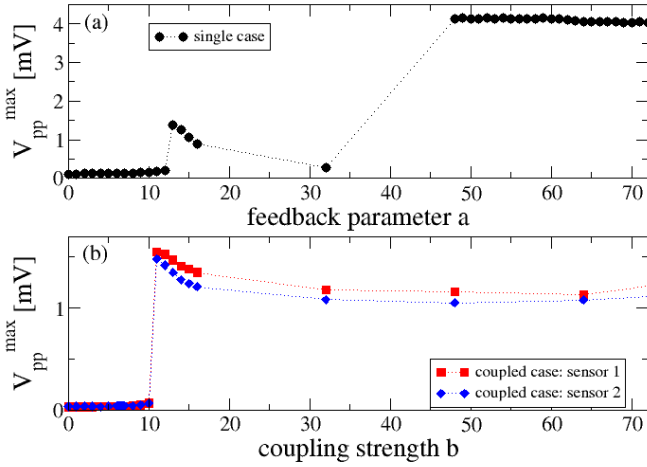 (a)
single case
V_pp^max [mV]
4
3
2
1
0
0 10 20 30 40 50 60 70
feedback parameter a
(b)
V_pp^max [mV]
1
0
coupled case: sensor 1
coupled case: sensor 2
0 10 20 30 40 50 60 70
coupling strength b